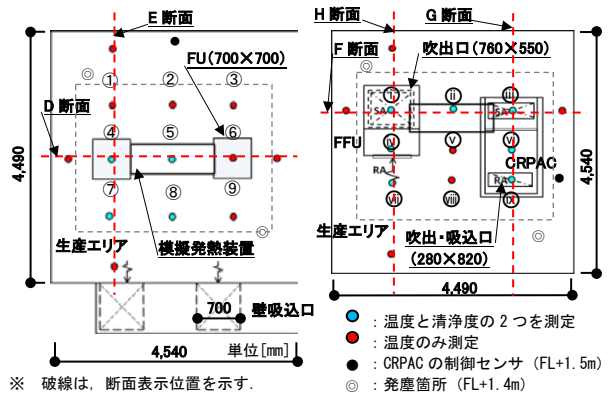 E 断面
FU(700×700)
① ② ③
D 断面
④ ⑤ ⑥
⑦ ⑧ ⑨
4,490
生産エリア
模擬発熱装置
700
壁吸込口
4,540
単位[mm]
※ 破線は，断面表示位置を示す.
H 断面
G 断面
F 断面
吹出口(760×550)
ⅰ ⅱ ⅲ
SA SA
FFU
ⅳ ⅴ ⅵ
CRPAC
RA RA
ⅶ ⅷ ⅸ
4,490
生産エリア
吹出・吸込口
(280×820)
4,490
：温度と清浄度の2つを測定
：温度のみ測定
：CRPACの制御センサ（FL+1.5m）
：発塵箇所（FL+1.4m）